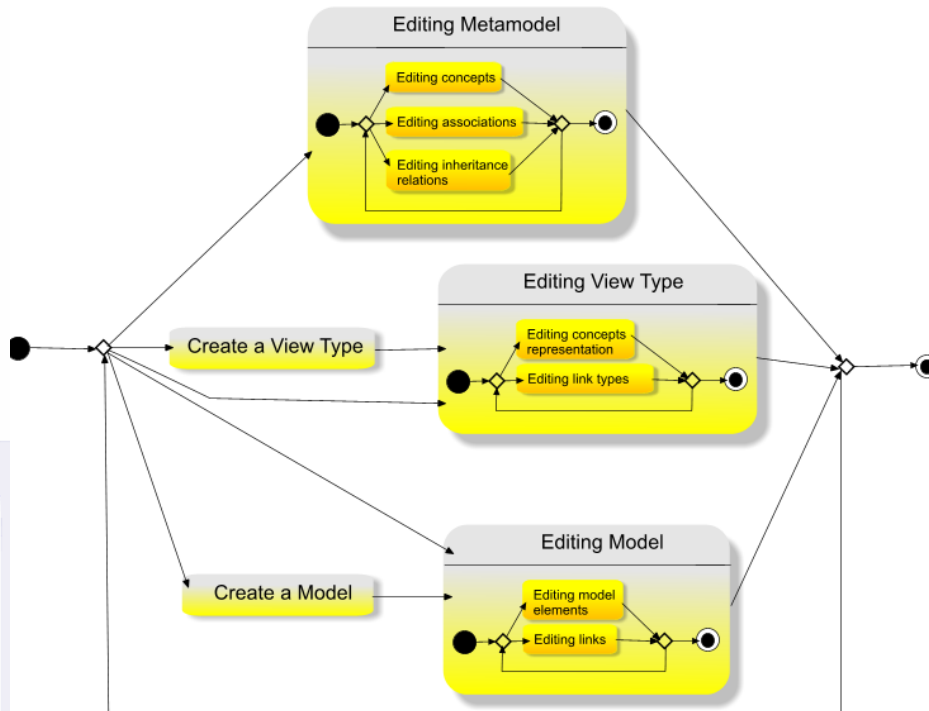 Editing Metamodel
Editing concepts
Editing associations
Editing inheritance
relations
Editing View Type
Create a View Type
Editing concepts
representation
Editing link types
Editing Model
Create a Model
Editing model
elements
Editing links